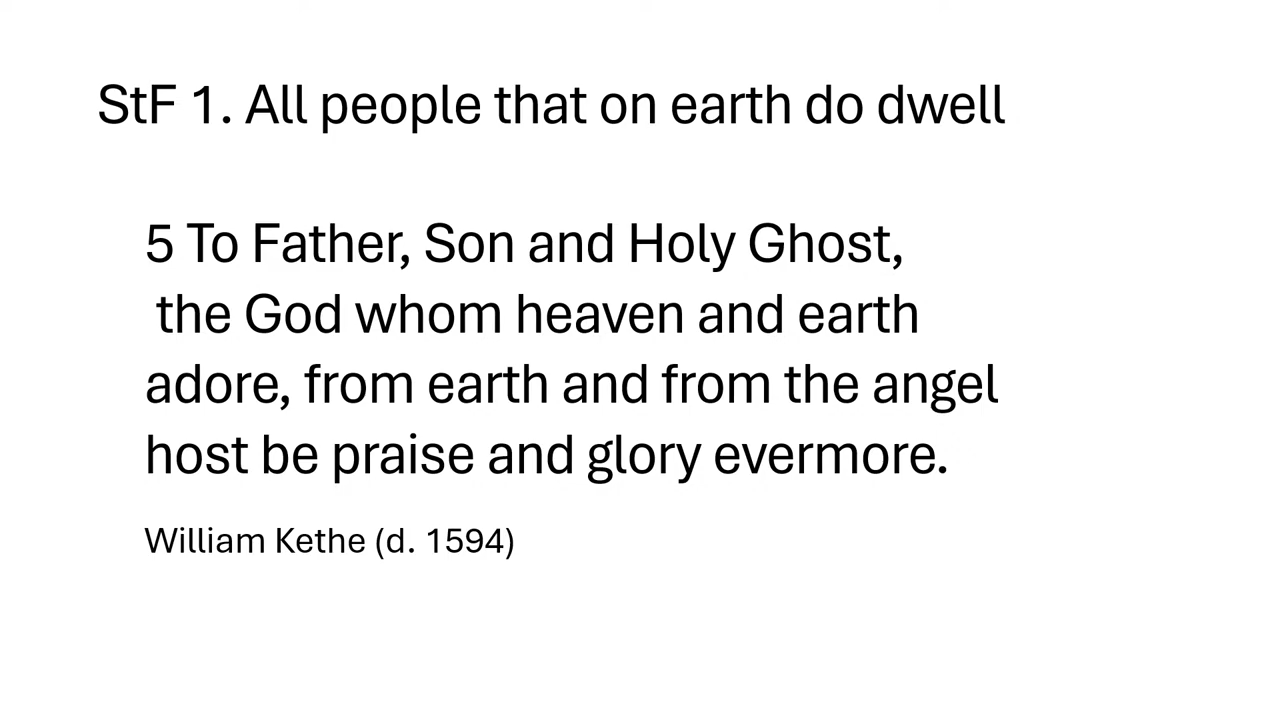 StF 1. All people that on earth do dwell
5 To Father, Son and Holy Ghost,
the God whom heaven and earth
adore, from earth and from the angel
host be praise and glory evermore.
William Kethe (d. 1594)